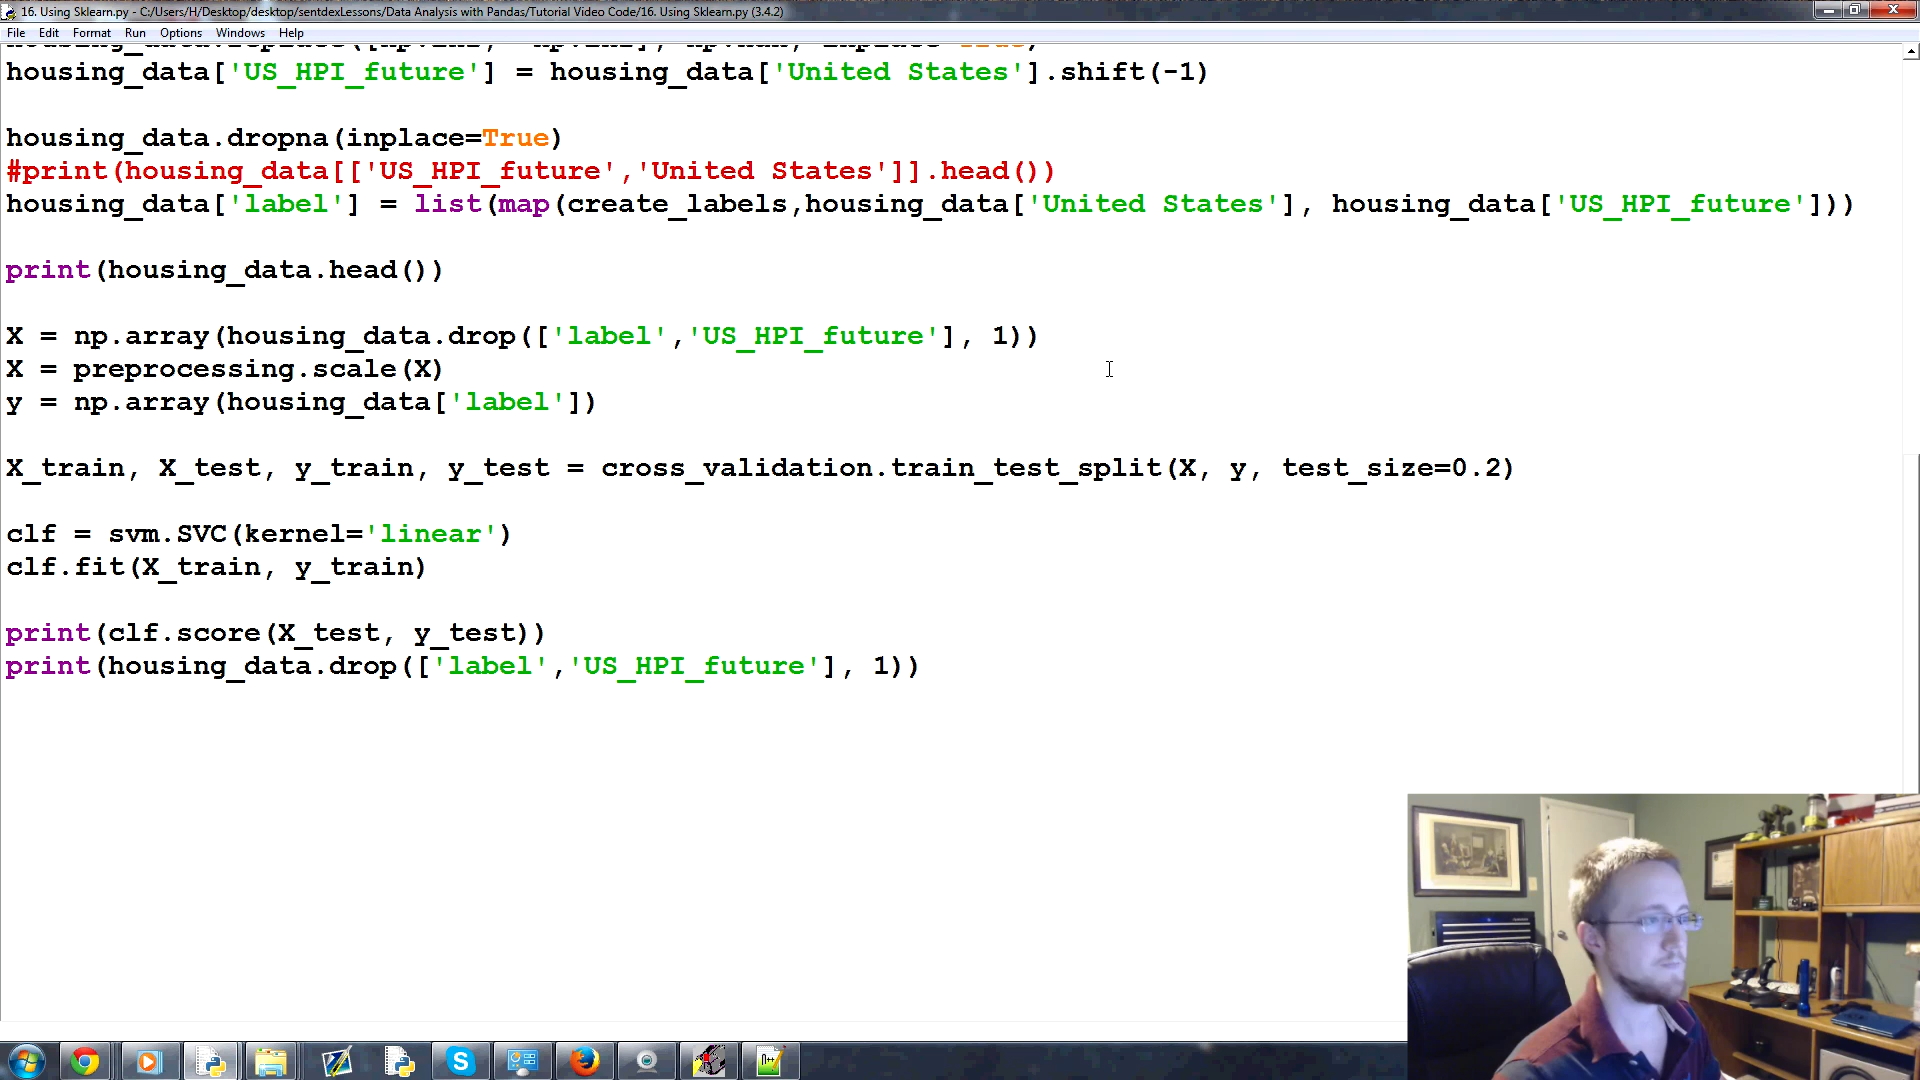 16. Using Sklearn.py - C:/Users/H/Desktop/desktop/sentdexLessons/Data Analysis with Pandas/Tutorial Video Code/16. Using Sklearn.py (3.4.2)
File Edit Format Run Options Windows Help
housing_data['US_HPI_future'] = housing_data['United States'].shift(-1)
housing_data.dropna(inplace=True)
#print(housing_data[['US_HPI_future','United States']].head())
housing_data['label'] = list(map(create_labels,housing_data['United States'], housing_data['US_HPI_future']))
print(housing_data.head())
X = np.array(housing_data.drop(['label','US_HPI_future'], 1))
X = preprocessing.scale(X)
y = np.array(housing_data['label'])
X_train, X_test, y_train, y_test = cross_validation.train_test_split(X, y, test_size=0.2)
clf = svm.SVC(kernel='linear')
clf.fit(X_train, y_train)
print(clf.score(X_test, y_test))
print(housing_data.drop(['label','US_HPI_future'], 1))